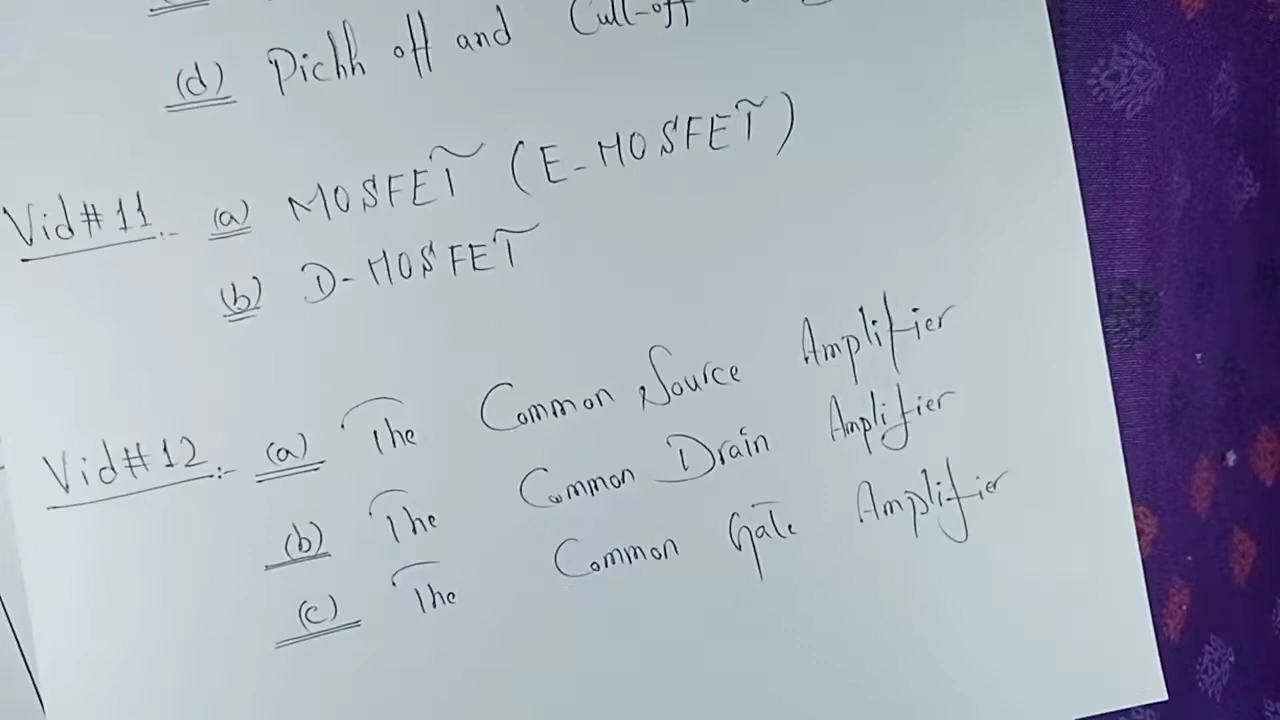 (d) Pichh off and Cull-off
Vid#11:- (a) MOSFET (E-MOSFET)
(b) D-MOSFET
Vid#12:- (a) The Common Source Amplifier
(b) The Common Drain Amplifier
(c) The Common Gate Amplifier